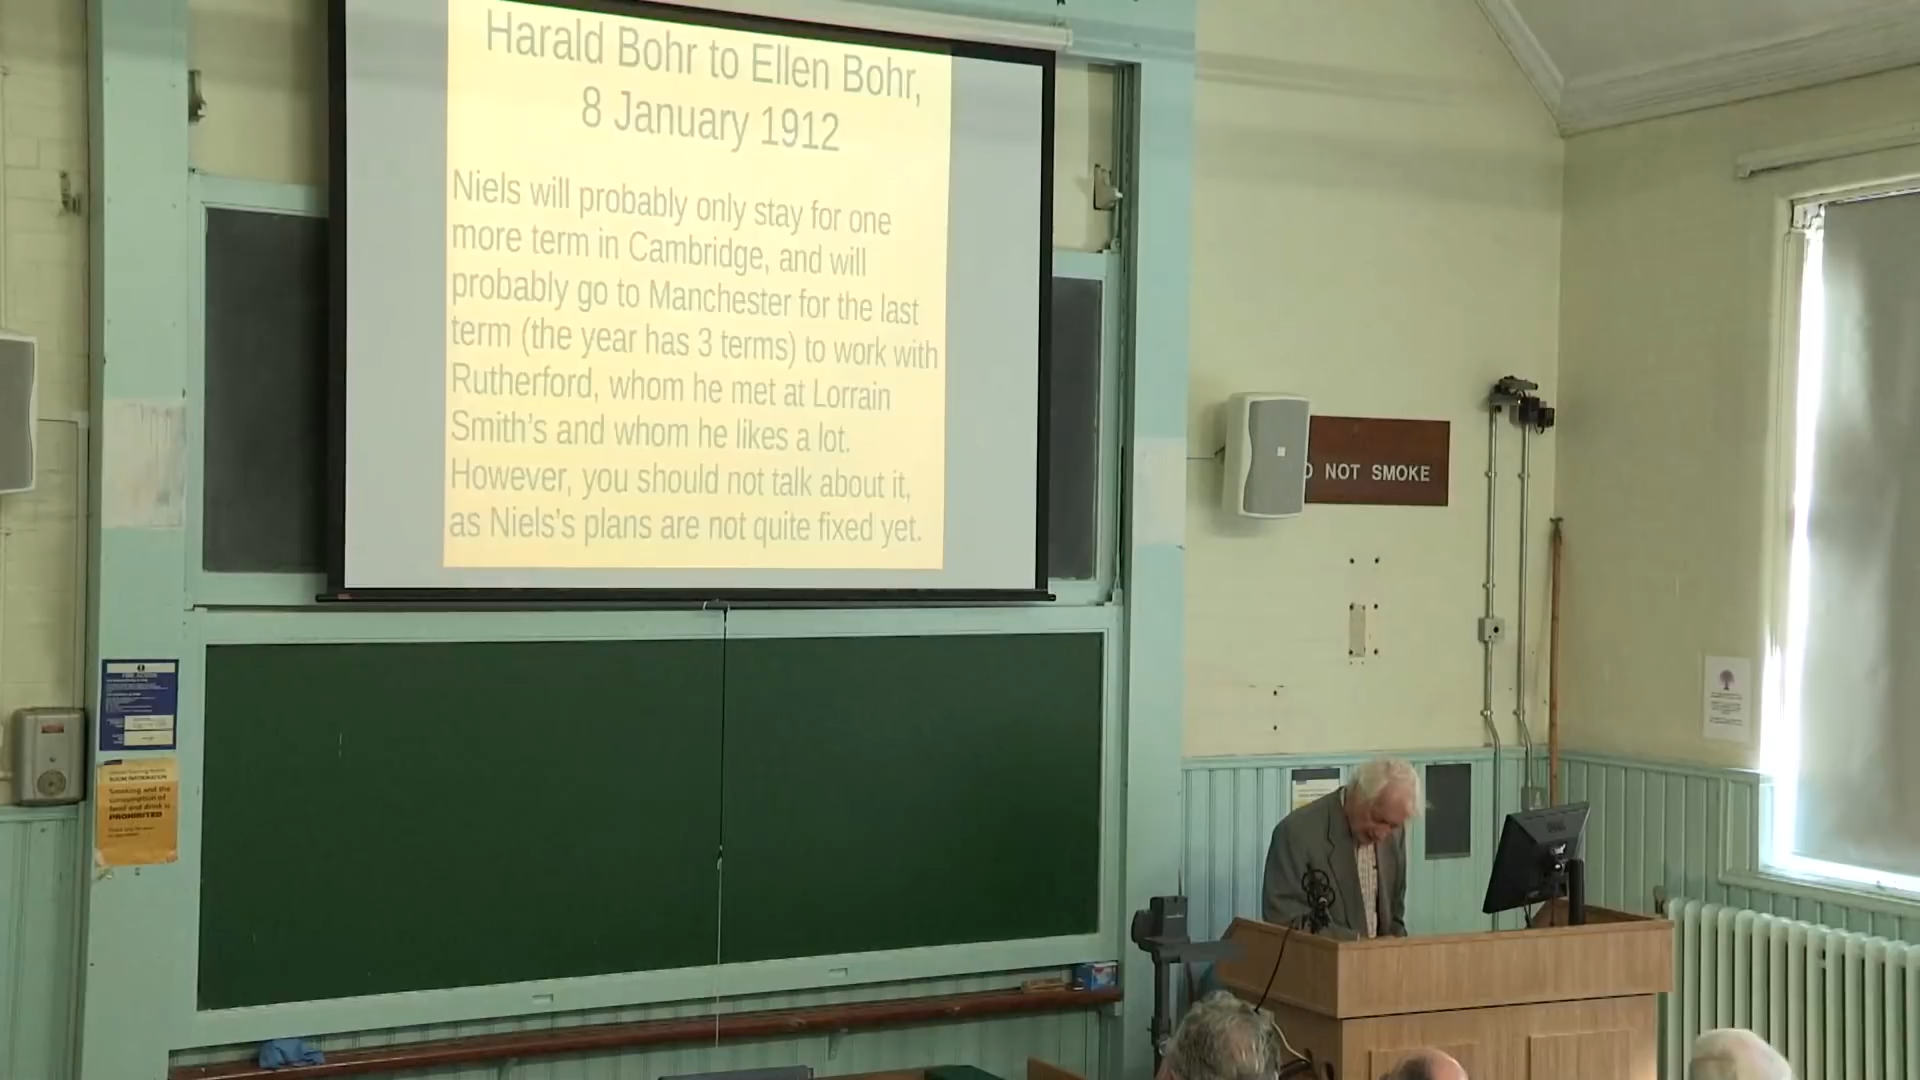 Harald Bohr to Ellen Bohr,
8 January 1912
Niels will probably only stay for one
more term in Cambridge, and will
probably go to Manchester for the last
term (the year has 3 terms) to work with
Rutherford, whom he met at Lorrain
Smith's and whom he likes a lot.
However, you should not talk about it,
as Niels's plans are not quite fixed yet.
NOT SMOKE
FIRE ACTION
Smoking and the
consumption of
food and drink is
PROHIBITED